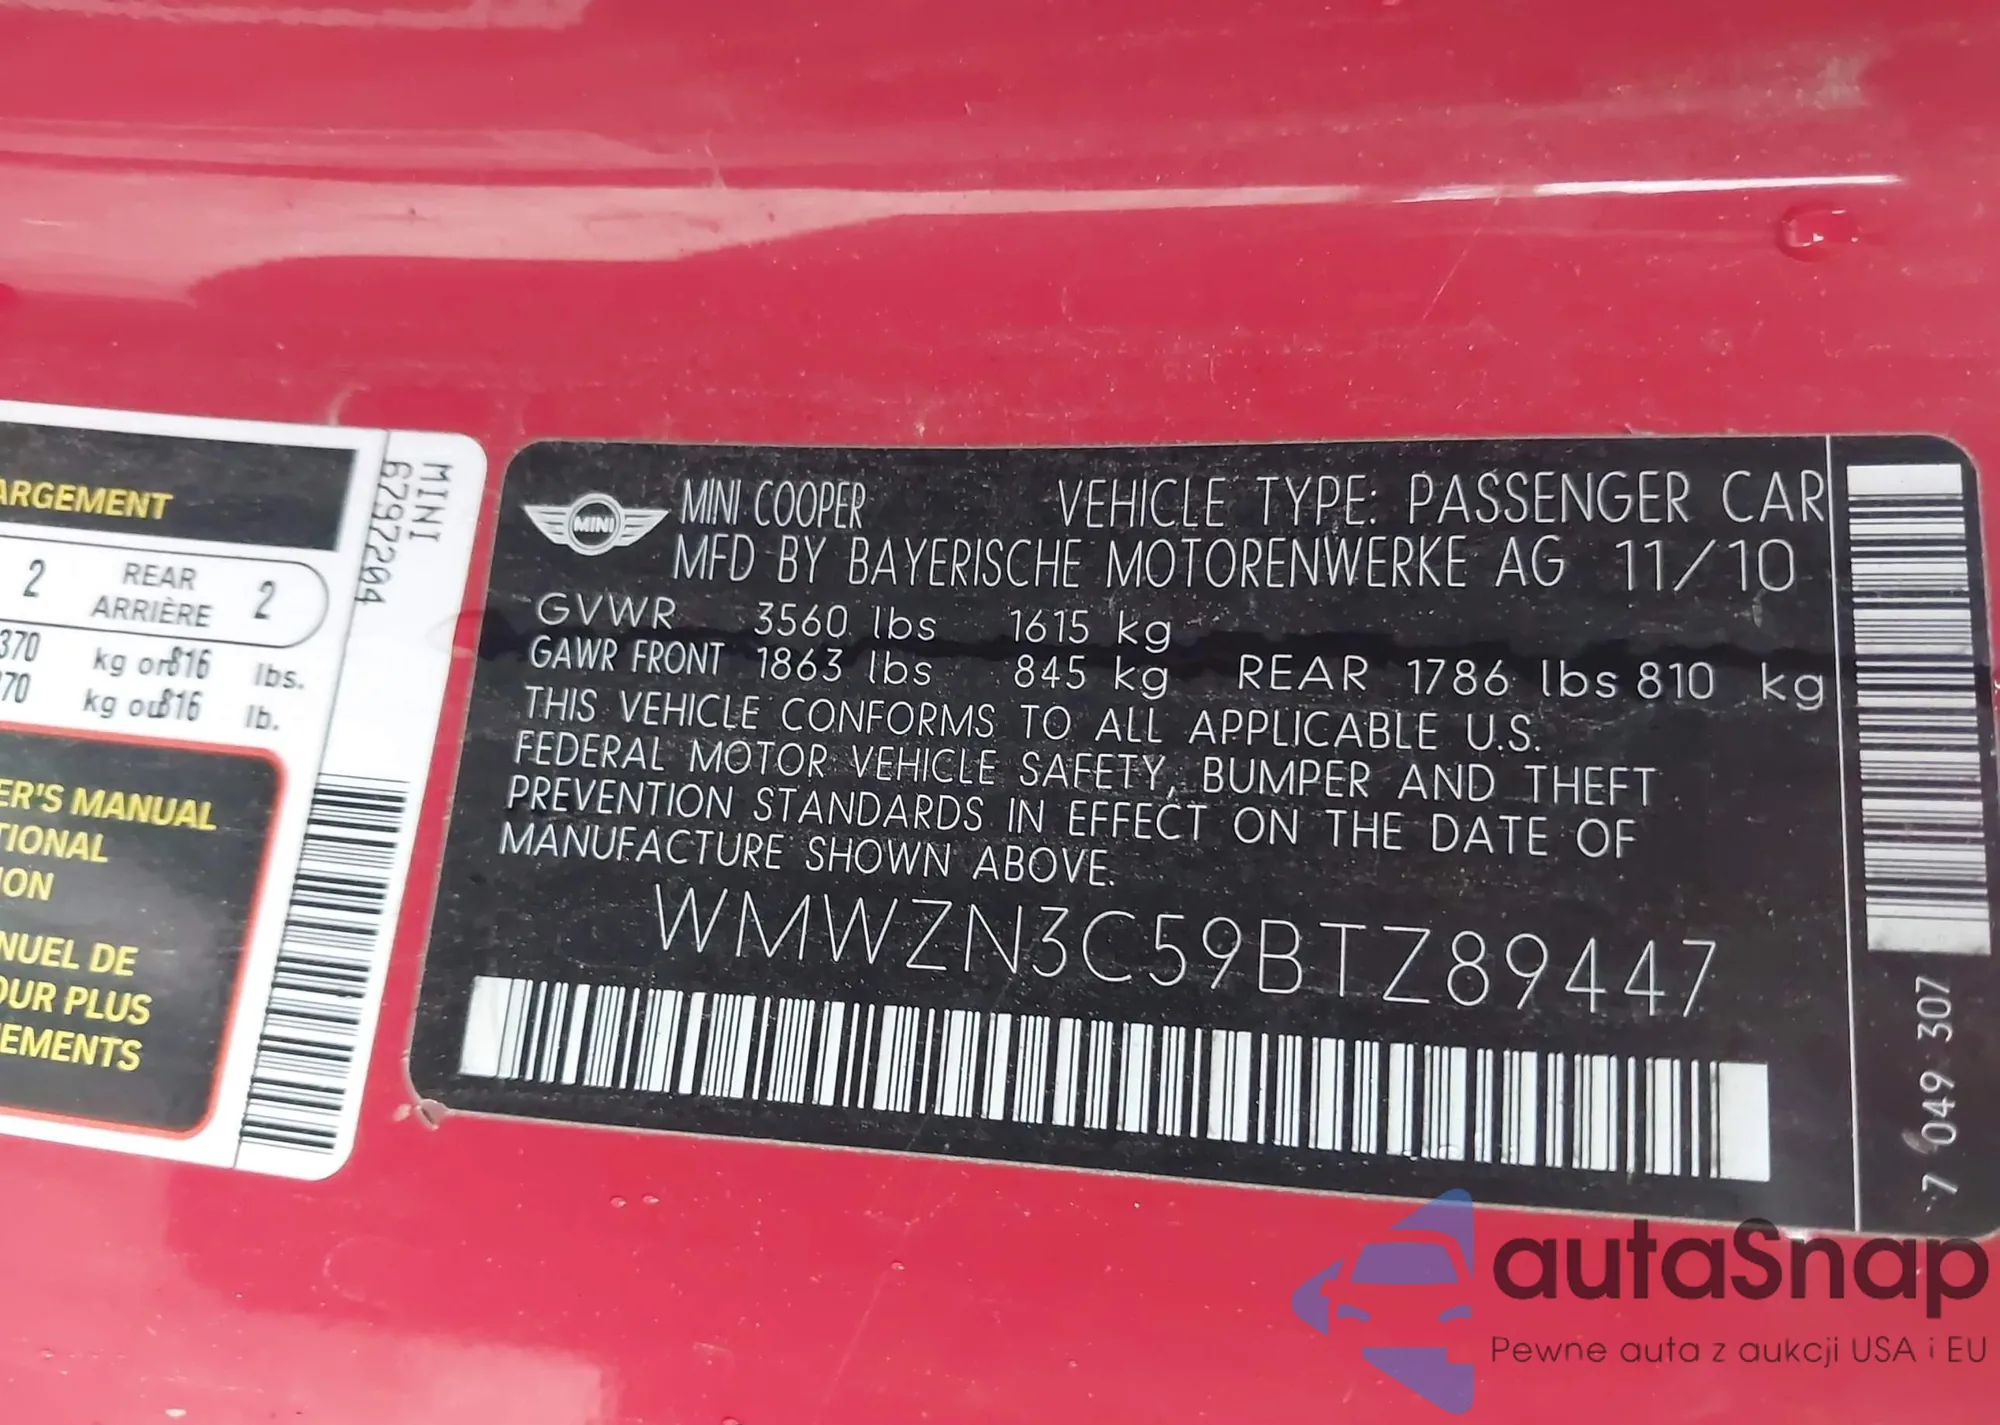 ARGEMENT
2 REAR ARRIÈRE 2
370 kg or 816 lbs.
370 kg ou 816 lb.
ER'S MANUAL
TIONAL
ION
NUEL DE
OUR PLUS
EMENTS
MINI
6797204
MINI
MINI COOPER VEHICLE TYPE: PASSENGER CAR
MFD BY BAYERISCHE MOTORENWERKE AG 11/10
GVWR 3560 lbs 1615 kg
GAWR FRONT 1863 lbs 845 kg REAR 1786 lbs 810 kg
THIS VEHICLE CONFORMS TO ALL APPLICABLE U.S.
FEDERAL MOTOR VEHICLE SAFETY, BUMPER AND THEFT
PREVENTION STANDARDS IN EFFECT ON THE DATE OF
MANUFACTURE SHOWN ABOVE.
WMWZN3C59BTZ89447
7 049 307
autaSnap
Pewne auta z aukcji USA i EU